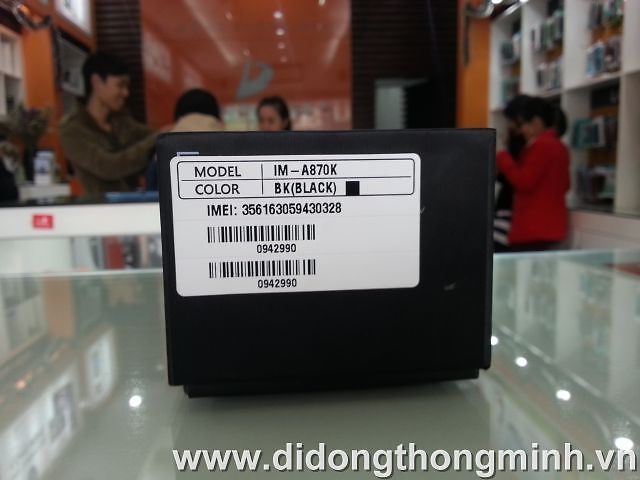 MODEL IM-A870K
COLOR BK(BLACK)
IMEI: 356163059430328
0942990
0942990
www.didongthongminh.vn